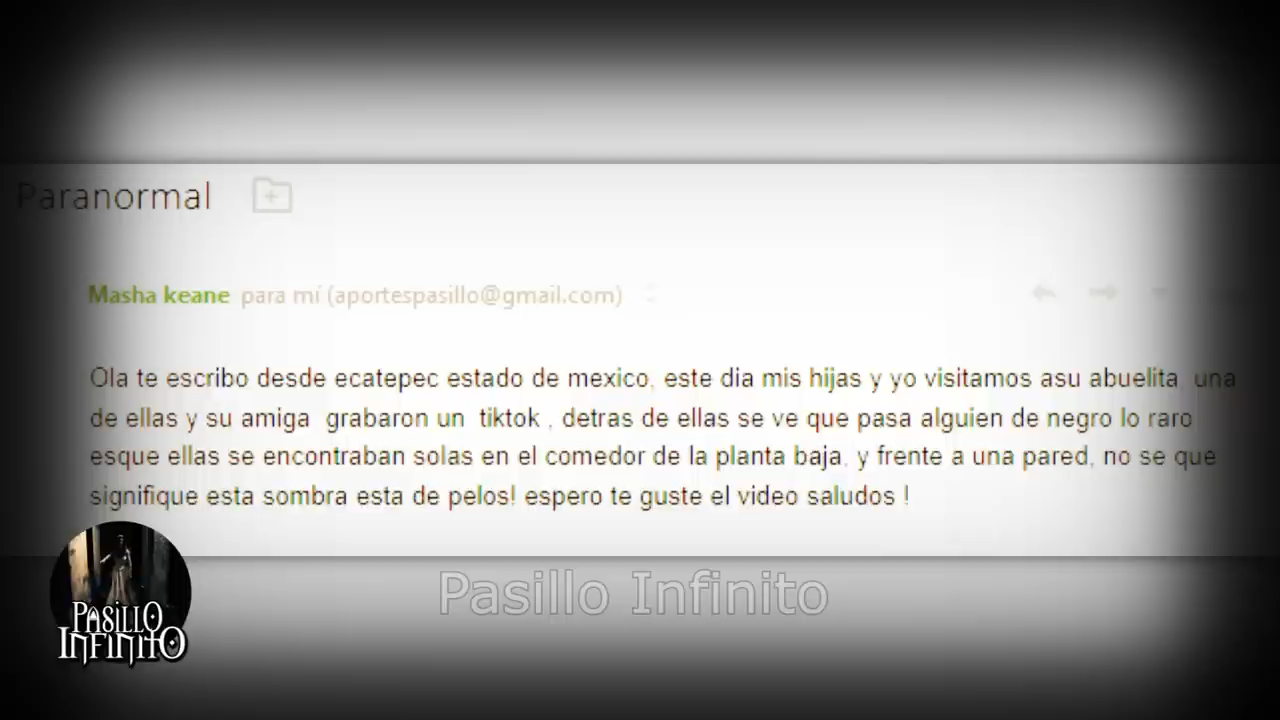 Paranormal
Masha keane para mí (aportespasillo@gmail.com)
Ola te escribo desde ecatepec estado de mexico, este dia mis hijas y yo visitamos asu abuelita una
de ellas y su amiga grabaron un tiktok , detras de ellas se ve que pasa alguien de negro lo raro
esque ellas se encontraban solas en el comedor de la planta baja, y frente a una pared, no se que
signifique esta sombra esta de pelos! espero te guste el video saludos !
Pasillo Infinito
PASILLO
INFINITO